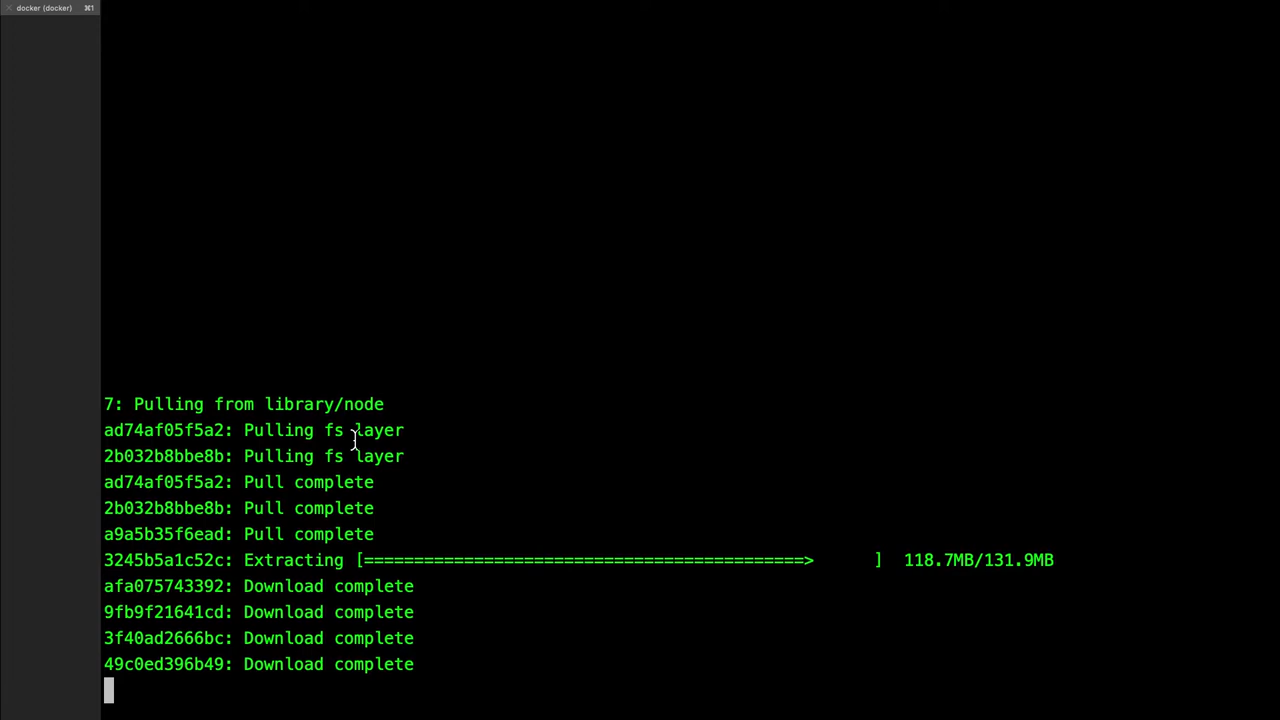 docker (docker) ⌘1
7: Pulling from library/node
ad74af05f5a2: Pulling fs layer
2b032b8bbe8b: Pulling fs layer
ad74af05f5a2: Pull complete
2b032b8bbe8b: Pull complete
a9a5b35f6ead: Pull complete
3245b5a1c52c: Extracting [============================================>      ]  118.7MB/131.9MB
afa075743392: Download complete
9fb9f21641cd: Download complete
3f40ad2666bc: Download complete
49c0ed396b49: Download complete